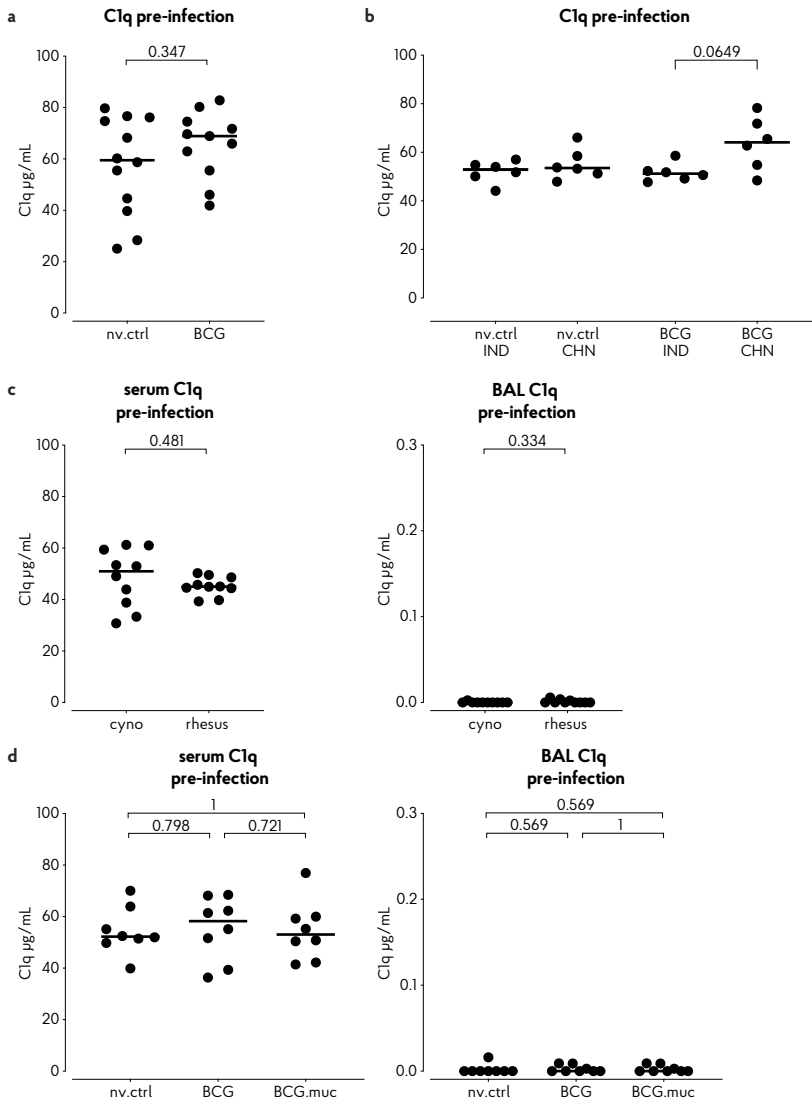 a
C1q pre-infection
0.347
100
80
60
40
20
0
C1q µg/mL
nv.ctrl
BCG
b
C1q pre-infection
0.0649
100
80
60
40
20
0
C1q µg/mL
nv.ctrl
IND
nv.ctrl
CHN
BCG
IND
BCG
CHN
c
serum C1q
pre-infection
0.481
100
80
60
40
20
0
C1q µg/mL
cyno
rhesus
BAL C1q
pre-infection
0.334
0.3
0.2
0.1
0.0
C1q µg/mL
cyno
rhesus
d
serum C1q
pre-infection
1
0.798
0.721
100
80
60
40
20
0
C1q µg/mL
nv.ctrl
BCG
BCG.muc
BAL C1q
pre-infection
0.569
0.569
1
0.3
0.2
0.1
0.0
C1q µg/mL
nv.ctrl
BCG
BCG.muc